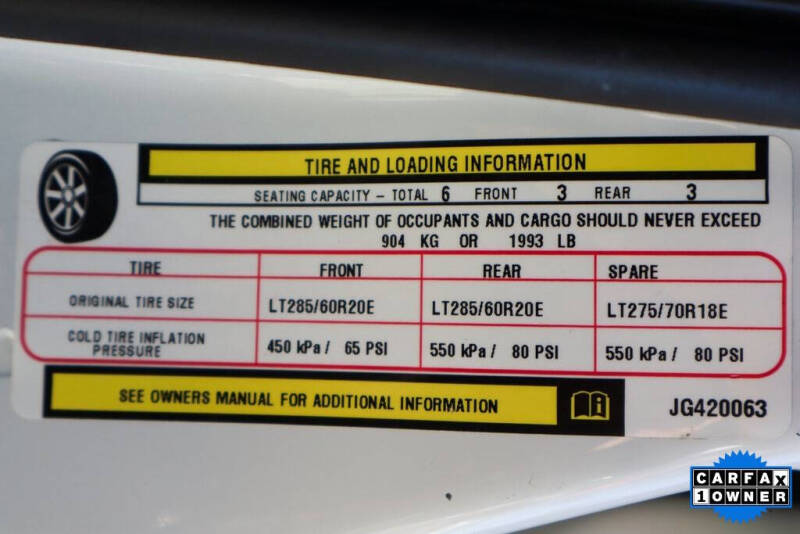 TIRE AND LOADING INFORMATION
SEATING CAPACITY – TOTAL 6 FRONT 3 REAR 3
THE COMBINED WEIGHT OF OCCUPANTS AND CARGO SHOULD NEVER EXCEED
904 KG OR 1993 LB
TIRE FRONT REAR SPARE
ORIGINAL TIRE SIZE LT285/60R20E LT285/60R20E LT275/70R18E
COLD TIRE INFLATION PRESSURE 450 kPa / 65 PSI 550 kPa / 80 PSI 550 kPa / 80 PSI
SEE OWNERS MANUAL FOR ADDITIONAL INFORMATION JG420063
CARFAX
1 OWNER